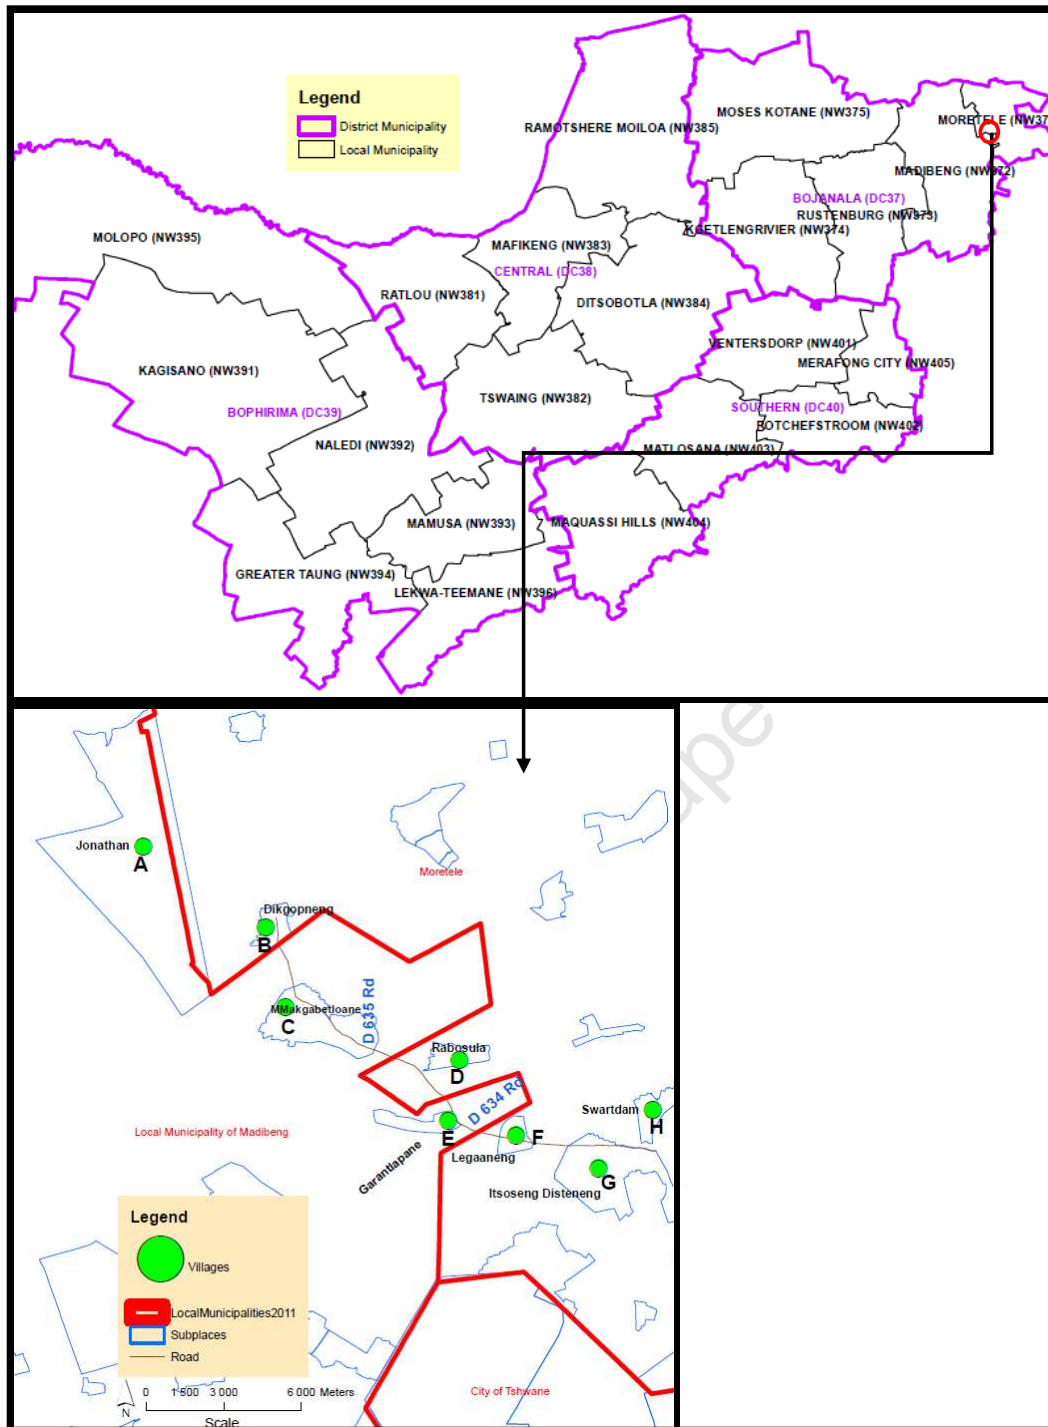 Legend
District Municipality
Local Municipality
RAMOTSHERE MOILOA (NW385)
MOSES KOTANE (NW375)
MORETELE (NW37
MADIBENG (NW372)
BOJANALA (DC37)
RUSTENBURG (NW373)
KGETLENGRIVIER (NW374)
MOLOPO (NW395)
MAFIKENG (NW383)
CENTRAL (DC38)
RATLOU (NW381)
DITSOBOTLA (NW384)
VENTERSDORP (NW401)
MERAFONG CITY (NW405)
KAGISANO (NW391)
TSWAING (NW382)
BOPHIRIMA (DC39)
SOUTHERN (DC40)
POTCHEFSTROOM (NW402)
NALEDI (NW392)
MATLOSANA (NW403)
MAMUSA (NW393)
MAQUASSI HILLS (NW404)
GREATER TAUNG (NW394)
LEKWA-TEEMANE (NW396)
ape
Jonathan
A
Moretele
Dikgopneng
B
MMakgabetloane
C
D 635 Rd
Rabosula
D
D 634 Rd
Swartdam
H
Local Municipality of Madibeng
E
F
Garantlapane
Legaaneng
G
Itsoseng Disteneng
Legend
Villages
LocalMunicipalities2011
Subplaces
Road
N
0 1 500 3 000 6 000 Meters
Scale
City of Tshwane